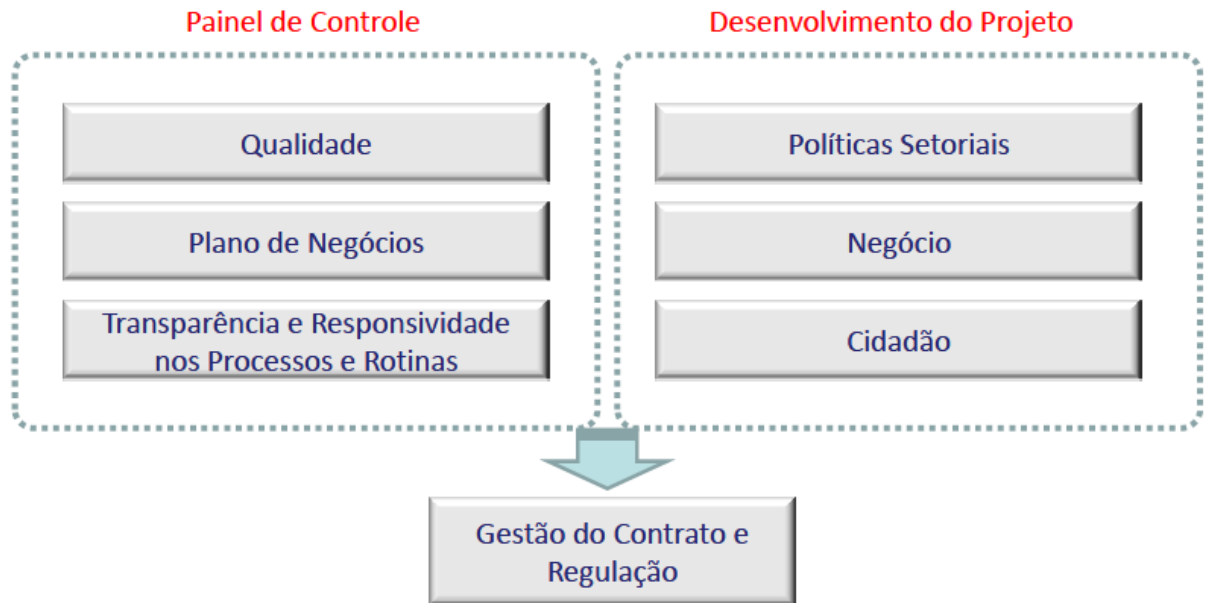 Painel de Controle
Qualidade
Plano de Negócios
Transparência e Responsividade
nos Processos e Rotinas
Desenvolvimento do Projeto
Políticas Setoriais
Negócio
Cidadão
Gestão do Contrato e
Regulação